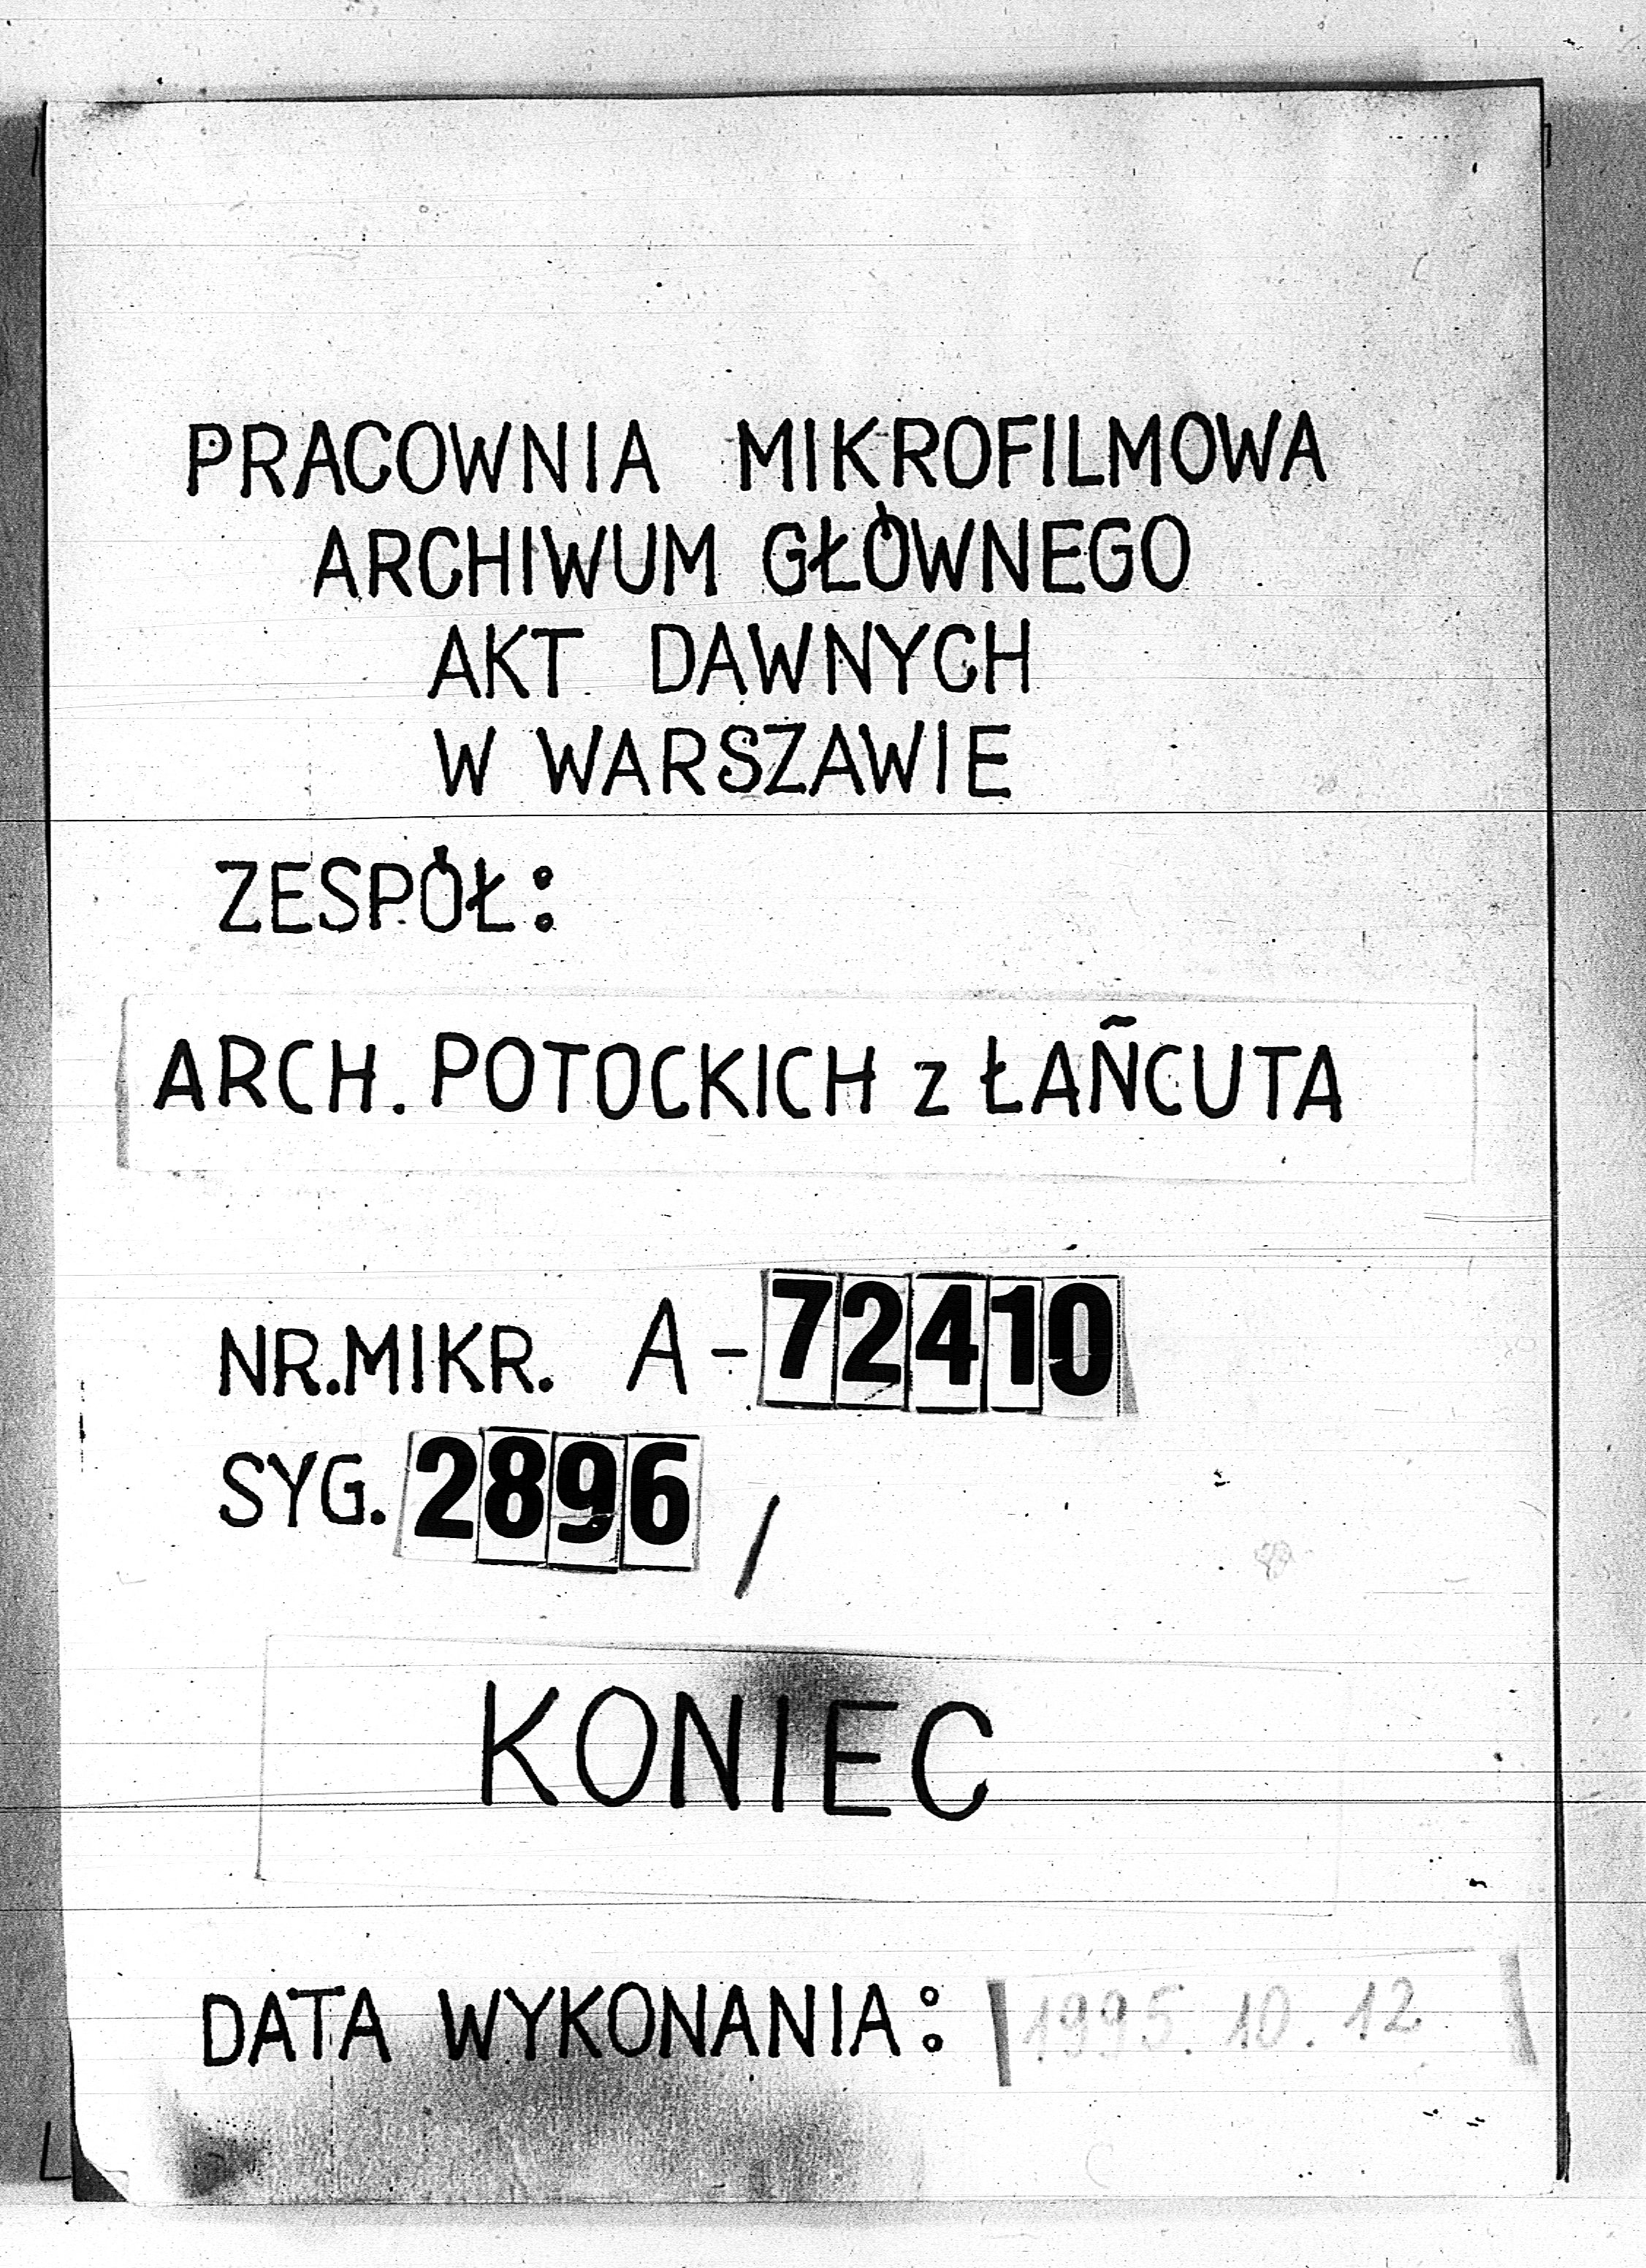 PRACOWNIA MIKROFILMOWA
ARCHIWUM GŁÓWNEGO
AKT DAWNYCH
W WARSZAWIE
ZESPÓŁ:
ARCH. POTOCKICH z ŁAŃCUTA
NR.MIKR. A-72410
SYG. 2896 /
KONIEC
DATA WYKONANIA: 1995.10.12